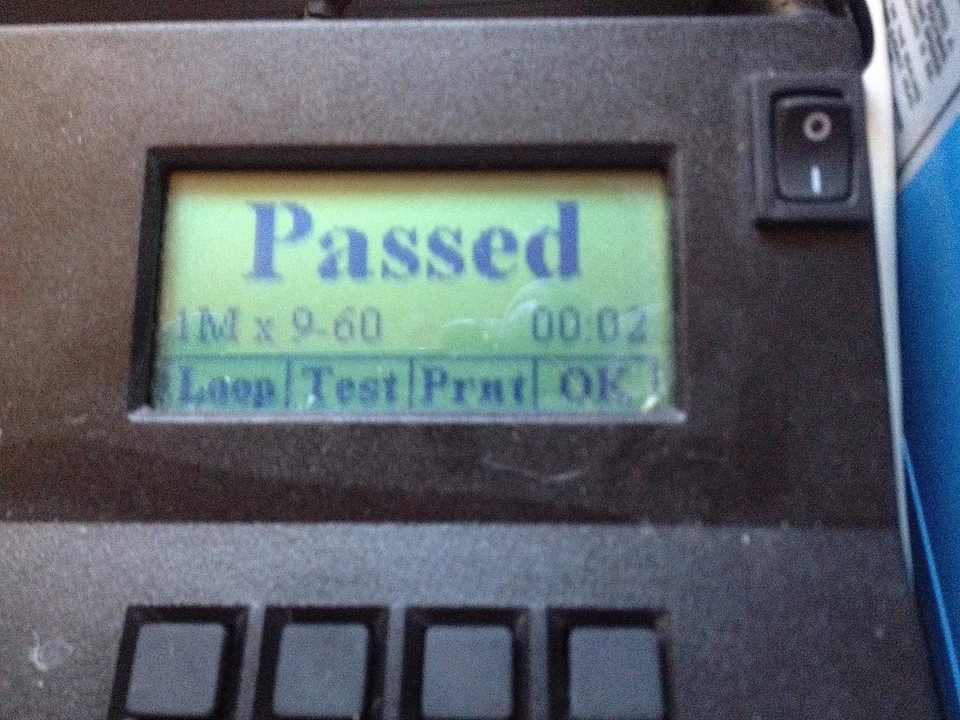 Passed
1M x 9-60 00:02
Loop Test Prnt OK